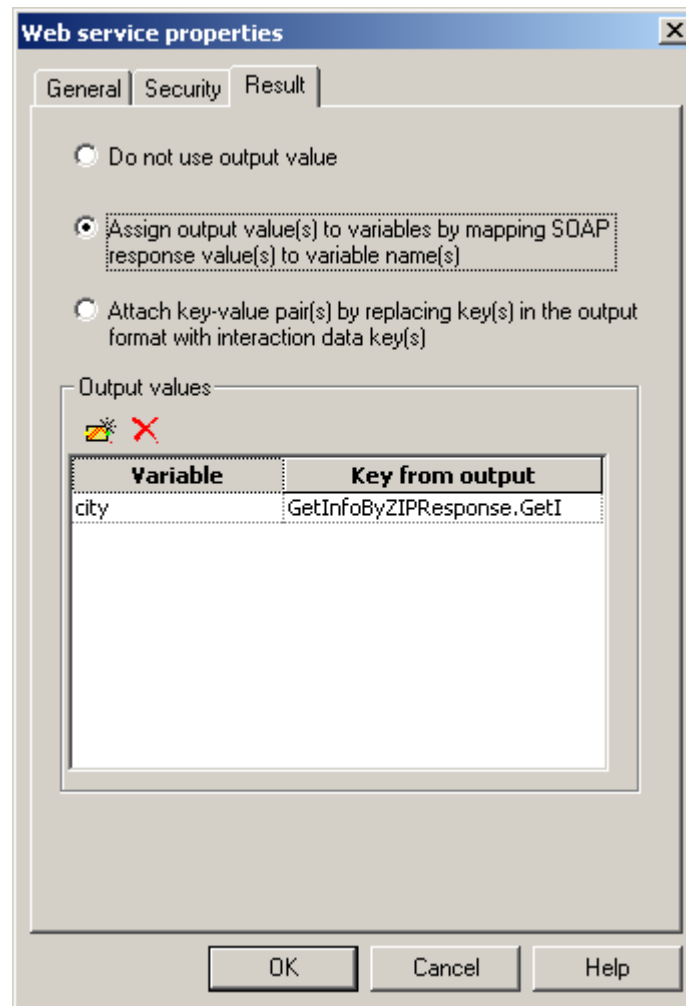 Web service properties
General Security Result
Do not use output value
Assign output value(s) to variables by mapping SOAP
response value(s) to variable name(s)
Attach key-value pair(s) by replacing key(s) in the output
format with interaction data key(s)
Output values
Variable Key from output
city GetInfoByZIPResponse.GetI
OK Cancel Help